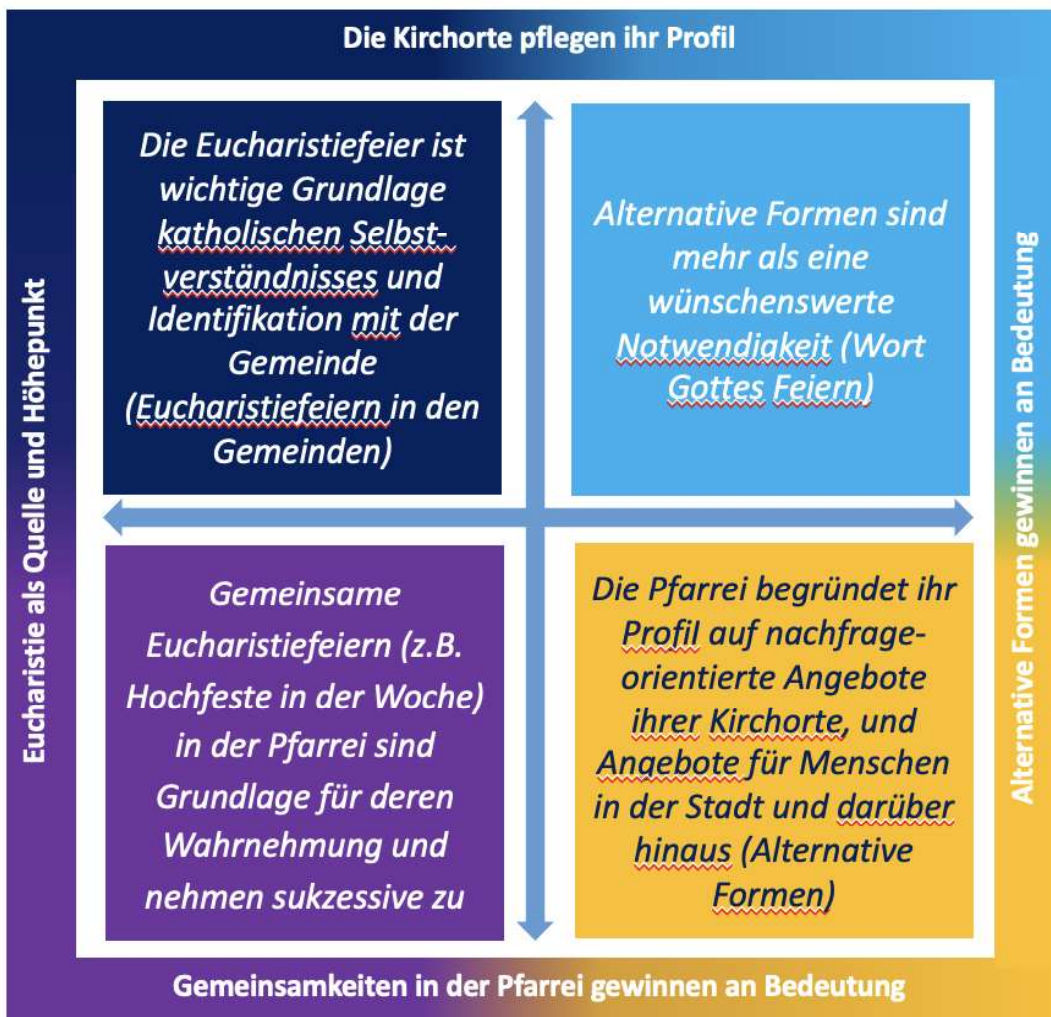 Die Kirchorte pflegen ihr Profil
Eucharistie als Quelle und Höhepunkt
Die Eucharistiefeier ist
wichtige Grundlage
katholischen Selbst-
verständnisses und
Identifikation mit der
Gemeinde
(Eucharistiefeiern in den
Gemeinden)
Alternative Formen sind
mehr als eine
wünschenswerte
Notwendigkeit (Wort
Gottes Feiern)
Alternative Formen gewinnen an Bedeutung
Gemeinsame
Eucharistiefeiern (z.B.
Hochfeste in der Woche)
in der Pfarrei sind
Grundlage für deren
Wahrnehmung und
nehmen sukzessive zu
Die Pfarrei begründet ihr
Profil auf nachfrage-
orientierte Angebote
ihrer Kirchorte, und
Angebote für Menschen
in der Stadt und darüber
hinaus (Alternative
Formen)
Gemeinsamkeiten in der Pfarrei gewinnen an Bedeutung